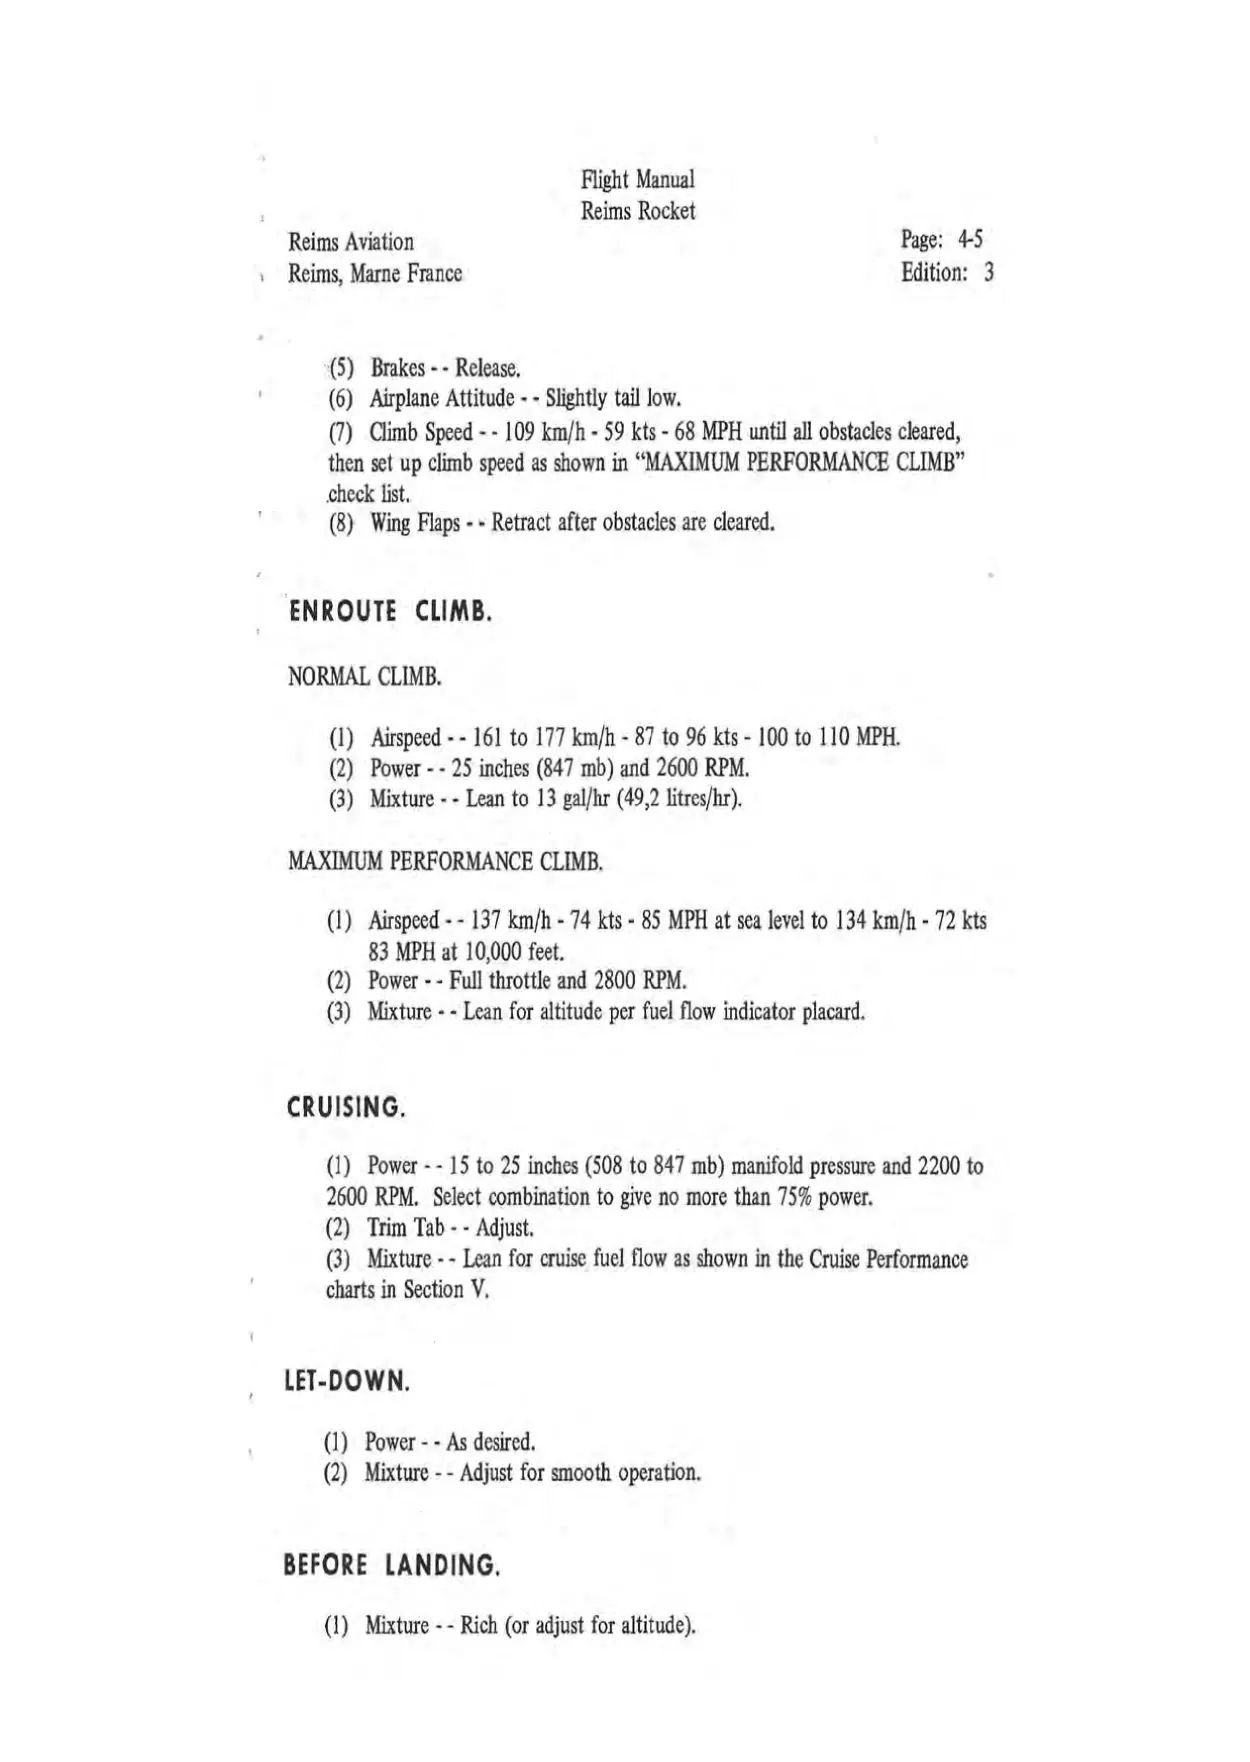 Flight Manual
Reims Rocket
Reims Aviation
Page: 4-5
Reims, Marne France
Edition: 3
(5) Brakes - - Release.
(6) Airplane Attitude - - Slightly tail low.
(7) Climb Speed - - 109 km/h - 59 kts - 68 MPH until all obstacles cleared,
then set up climb speed as shown in “MAXIMUM PERFORMANCE CLIMB”
check list.
(8) Wing Flaps - - Retract after obstacles are cleared.
ENROUTE CLIMB.
NORMAL CLIMB.
(1) Airspeed - - 161 to 177 km/h - 87 to 96 kts - 100 to 110 MPH.
(2) Power - - 25 inches (847 mb) and 2600 RPM.
(3) Mixture - - Lean to 13 gal/hr (49,2 litres/hr).
MAXIMUM PERFORMANCE CLIMB.
(1) Airspeed - - 137 km/h - 74 kts - 85 MPH at sea level to 134 km/h - 72 kts
83 MPH at 10,000 feet.
(2) Power - - Full throttle and 2800 RPM.
(3) Mixture - - Lean for altitude per fuel flow indicator placard.
CRUISING.
(1) Power - - 15 to 25 inches (508 to 847 mb) manifold pressure and 2200 to
2600 RPM. Select combination to give no more than 75% power.
(2) Trim Tab - - Adjust.
(3) Mixture - - Lean for cruise fuel flow as shown in the Cruise Performance
charts in Section V.
LET-DOWN.
(1) Power - - As desired.
(2) Mixture - - Adjust for smooth operation.
BEFORE LANDING.
(1) Mixture - - Rich (or adjust for altitude).